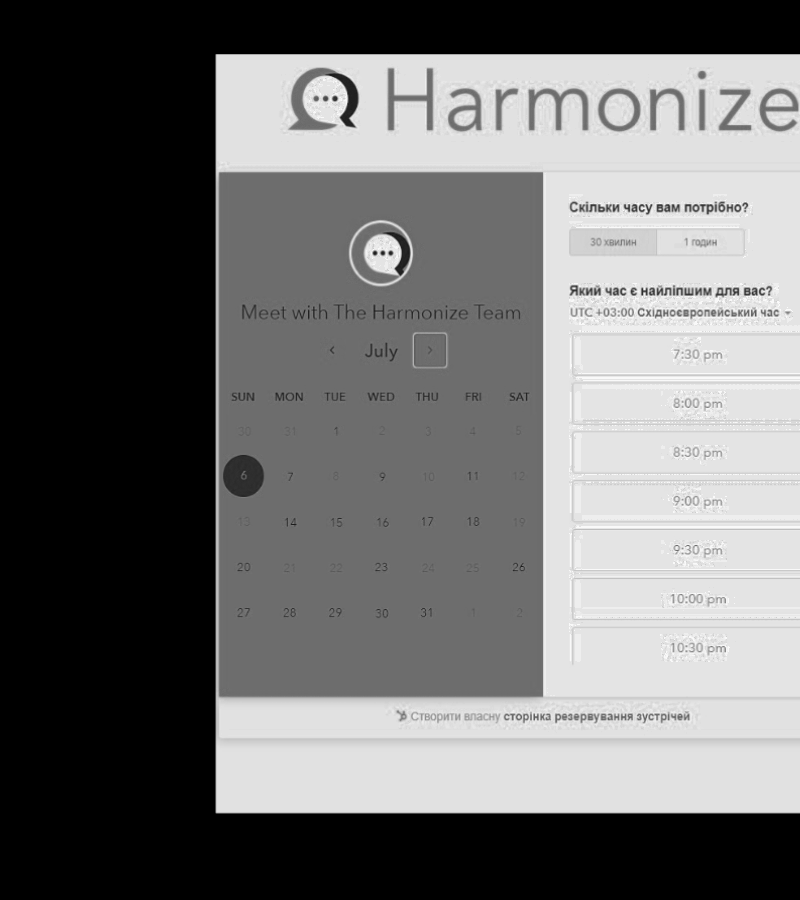 Harmonize
Meet with The Harmonize Team
July
SUN MON TUE WED THU FRI SAT
30 31 1 2 3 4 5
6 7 8 9 10 11 12
13 14 15 16 17 18 19
20 21 22 23 24 25 26
27 28 29 30 31 1 2
Скільки часу вам потрібно?
30 хвилин 1 годин
Який час є найліпшим для вас?
UTC +03:00 Східноєвропейський час
7:30 pm
8:00 pm
8:30 pm
9:00 pm
9:30 pm
10:00 pm
10:30 pm
Створити власну сторінка резервування зустрічей